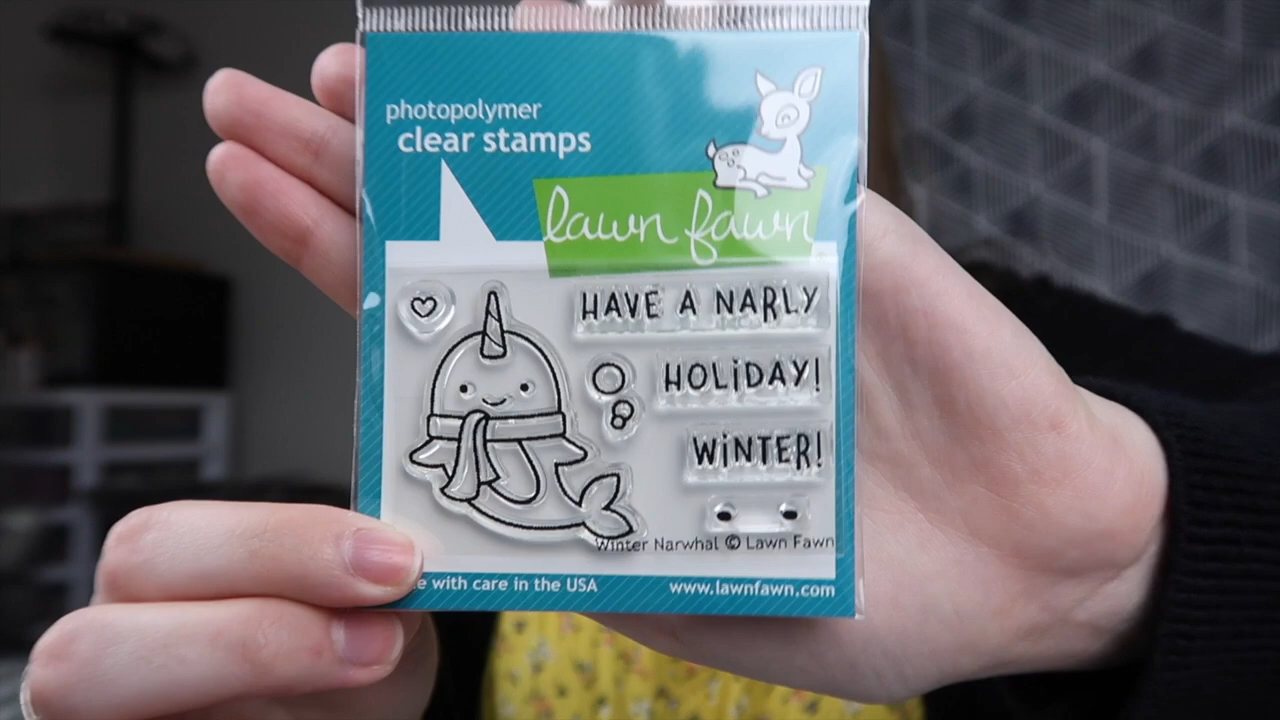 photopolymer
clear stamps
lawn fawn
HAVE A NARLY
HOLiDAY!
WiNTER!
Winter Narwhal © Lawn Fawn
with care in the USA
www.lawnfawn.com